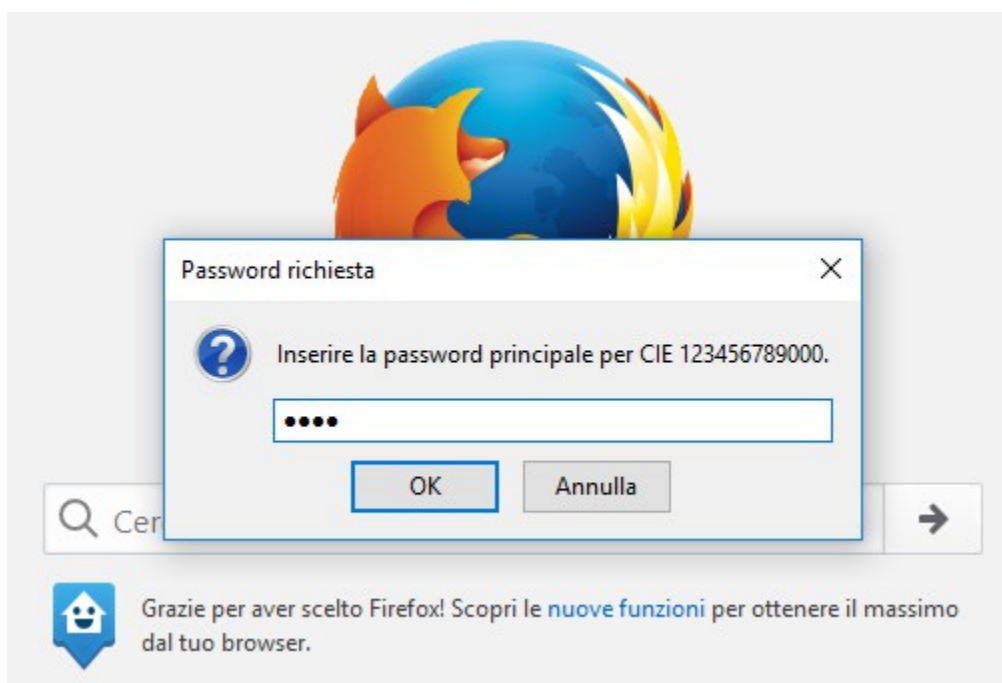 Password richiesta
Inserire la password principale per CIE 123456789000.
••••
OK
Annulla
Grazie per aver scelto Firefox! Scopri le nuove funzioni per ottenere il massimo
dal tuo browser.